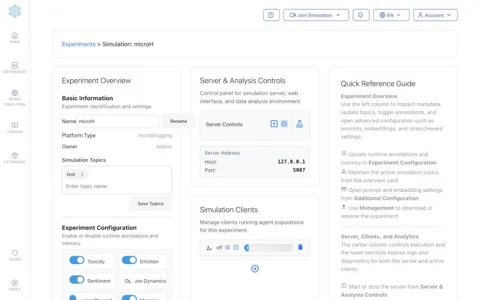 Join Simulation
EN
Account
HOME
EXPERIMENTS
Experiments > Simulation: microH
Experiment Overview
Basic Information
Experiment identification and settings.
Name microH Rename
Platform Type microblogging
Owner Admin
Simulation Topics
test x
Enter topic name
Save Topics
Experiment Configuration
Enable or disable runtime annotations and
memory.
Toxicity
Emotion
Sentiment
Opinion Dynamics
Memory
Server & Analysis Controls
Control panel for simulation server, web
interface, and data analysis environment.
Server Controls
Server Address
Host: 127.0.0.1
Port: 5007
Simulation Clients
Manage clients running agent populations
for this experiment.
Quick Reference Guide
Experiment Overview
Use the left column to inspect metadata,
update topics, toggle annotations, and
open advanced configuration such as
prompts, embeddings, and stress/reward
settings.
Update runtime annotations and
memory in Experiment Configuration
Maintain the active simulation topics
from the overview card
Open prompt and embedding settings
from Additional Configuration
Use Management to download or
remove the experiment
Server, Clients, and Analytics
The center column controls execution and
the lower sections expose logs and
diagnostics for both the server and active
clients.
Start or stop the server from Server &
Analysis Controls
ABOUT